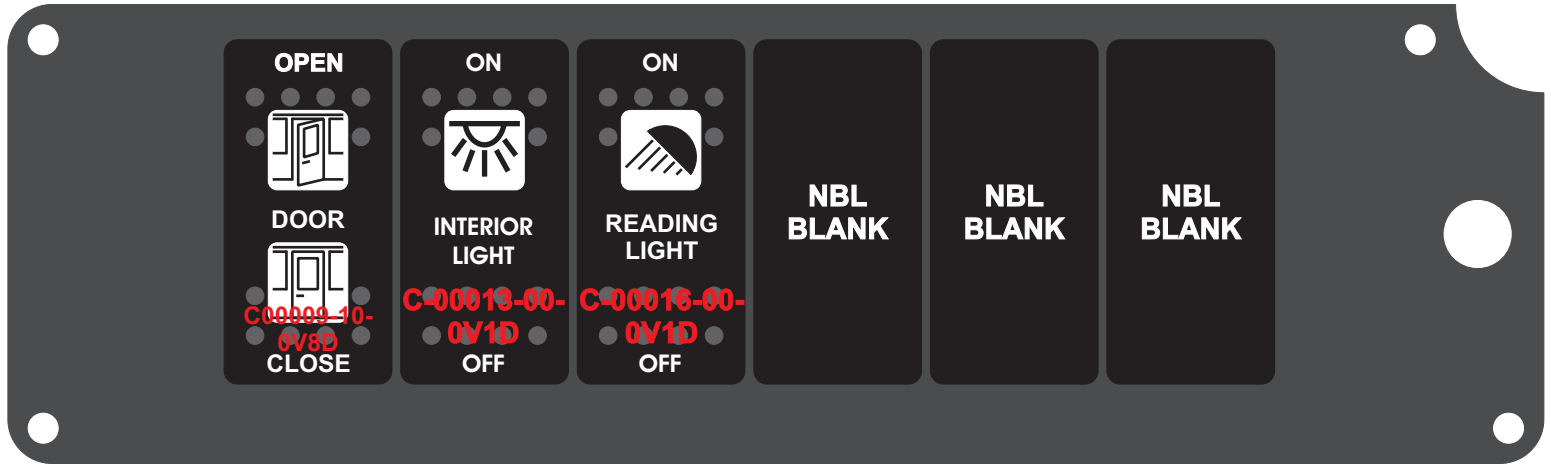 OPEN
DOOR
C00009-10-
0V8D
CLOSE
ON
INTERIOR
LIGHT
C-00013-00-
0V1D
OFF
ON
READING
LIGHT
C-00016-00-
0V1D
OFF
NBL
BLANK
NBL
BLANK
NBL
BLANK